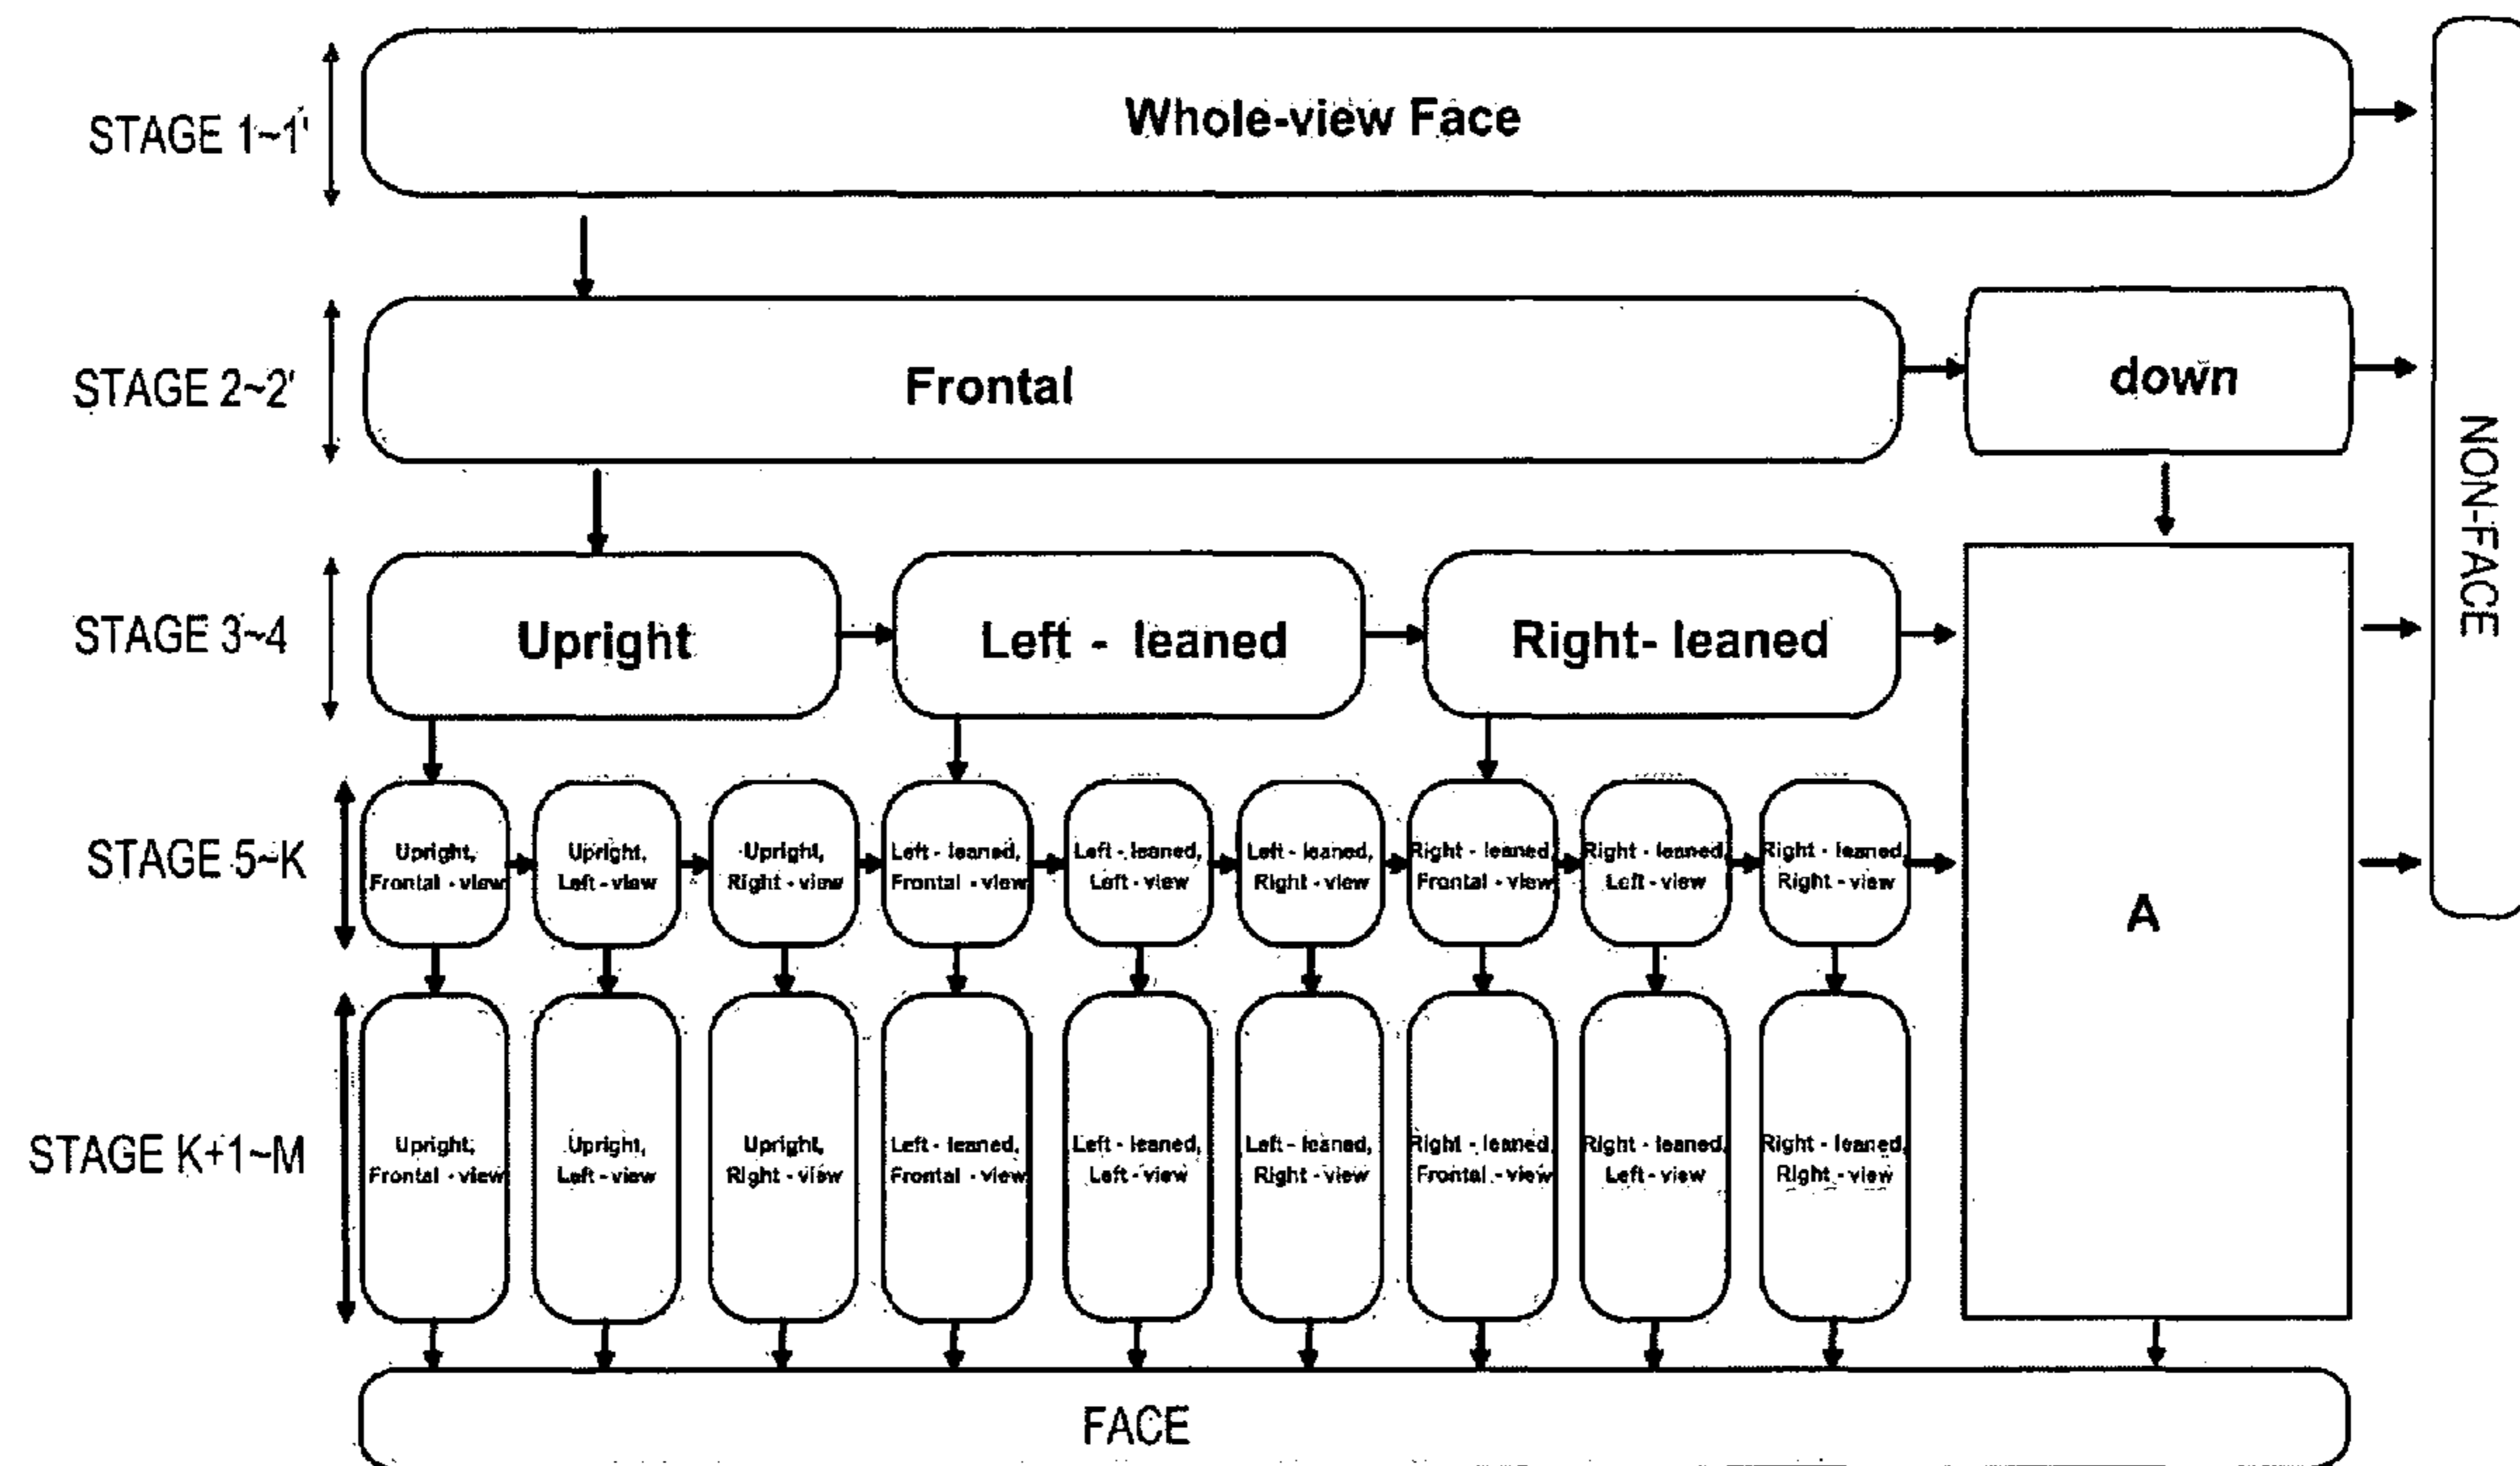 STAGE 1~1'
Whole-view Face
STAGE 2~2'
Frontal
down
NON-FACE
STAGE 3~4
Upright
Left - leaned
Right- leaned
STAGE 5~K
Upright,
Frontal - view
Upright,
Left - view
Upright,
Right - view
Left - leaned,
Frontal - view
Left - leaned,
Left - view
Left - leaned,
Right - view
Right - leaned,
Frontal - view
Right - leaned,
Left - view
Right - leaned,
Right - view
A
STAGE K+1~M
Upright,
Frontal - view
Upright,
Left - view
Upright,
Right - view
Left - leaned,
Frontal - view
Left - leaned,
Left - view
Left - leaned,
Right - view
Right - leaned,
Frontal - view
Right - leaned,
Left - view
Right - leaned,
Right - view
FACE